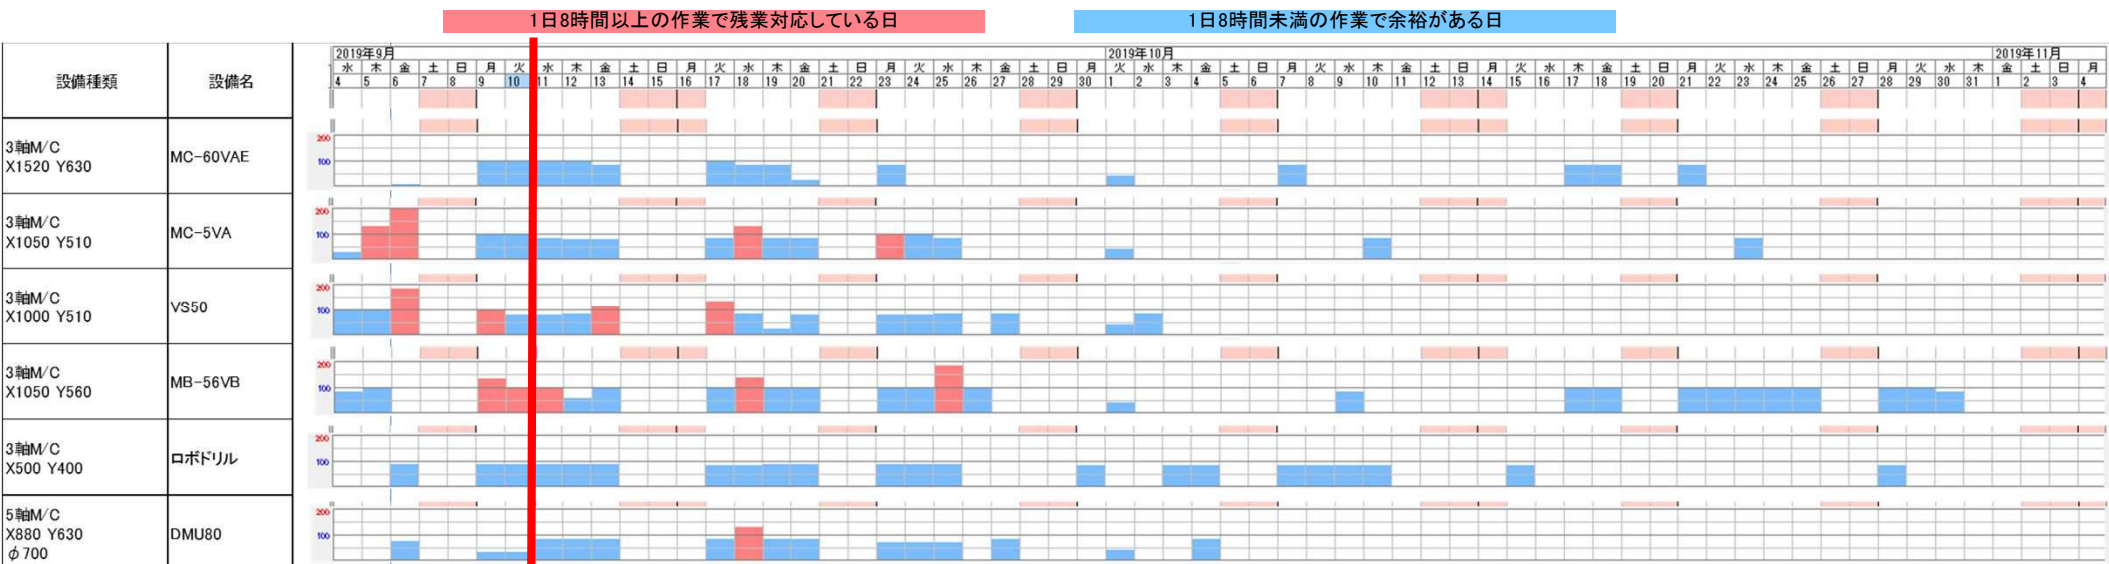 1日8時間以上の作業で残業対応している日
1日8時間未満の作業で余裕がある日
設備種類
設備名
2019年9月
2019年10月
2019年11月
水 木 金 土 日 月 火 水 木 金 土 日 月 火 水 木 金 土 日 月 火 水 木 金 土 日 月 火 水 木 金 土 日 月 火 水 木 金 土 日 月 火 水 木 金 土 日 月 火 水 木 金 土 日 月 火 水 木 金 土 日 月
4 5 6 7 8 9 10 11 12 13 14 15 16 17 18 19 20 21 22 23 24 25 26 27 28 29 30 1 2 3 4 5 6 7 8 9 10 11 12 13 14 15 16 17 18 19 20 21 22 23 24 25 26 27 28 29 30 31 1 2 3 4
3軸M/C
X1520 Y630
MC-60VAE
200
100
3軸M/C
X1050 Y510
MC-5VA
200
100
3軸M/C
X1000 Y510
VS50
200
100
3軸M/C
X1050 Y560
MB-56VB
200
100
3軸M/C
X500 Y400
ロボドリル
200
100
5軸M/C
X880 Y630
φ700
DMU80
200
100